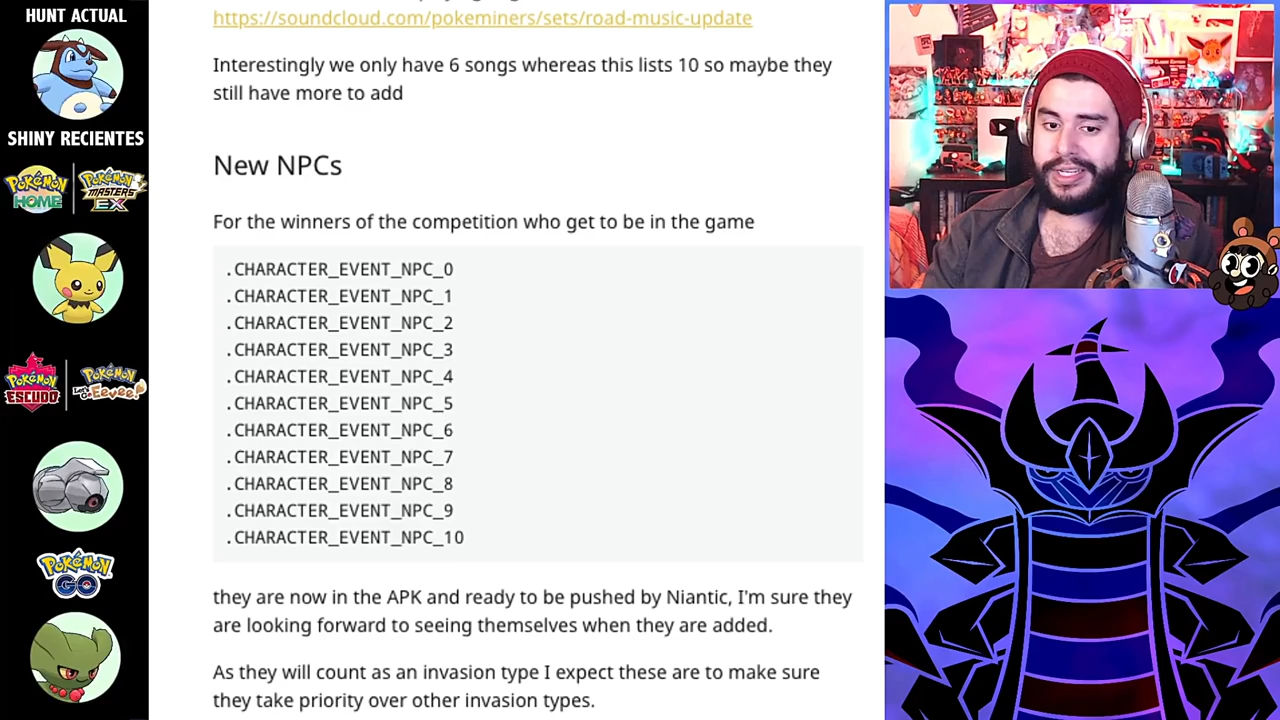 HUNT ACTUAL
SHINY RECIENTES
POKéMON
HOME
POKéMON
MASTERS
EX
POKéMON
ESCUDO
POKéMON
Let's Go
Eevee!
POKéMON
GO
https://soundcloud.com/pokeminers/sets/road-music-update
Interestingly we only have 6 songs whereas this lists 10 so maybe they
still have more to add
New NPCs
For the winners of the competition who get to be in the game
.CHARACTER_EVENT_NPC_0
.CHARACTER_EVENT_NPC_1
.CHARACTER_EVENT_NPC_2
.CHARACTER_EVENT_NPC_3
.CHARACTER_EVENT_NPC_4
.CHARACTER_EVENT_NPC_5
.CHARACTER_EVENT_NPC_6
.CHARACTER_EVENT_NPC_7
.CHARACTER_EVENT_NPC_8
.CHARACTER_EVENT_NPC_9
.CHARACTER_EVENT_NPC_10
they are now in the APK and ready to be pushed by Niantic, I'm sure they
are looking forward to seeing themselves when they are added.
As they will count as an invasion type I expect these are to make sure
they take priority over other invasion types.